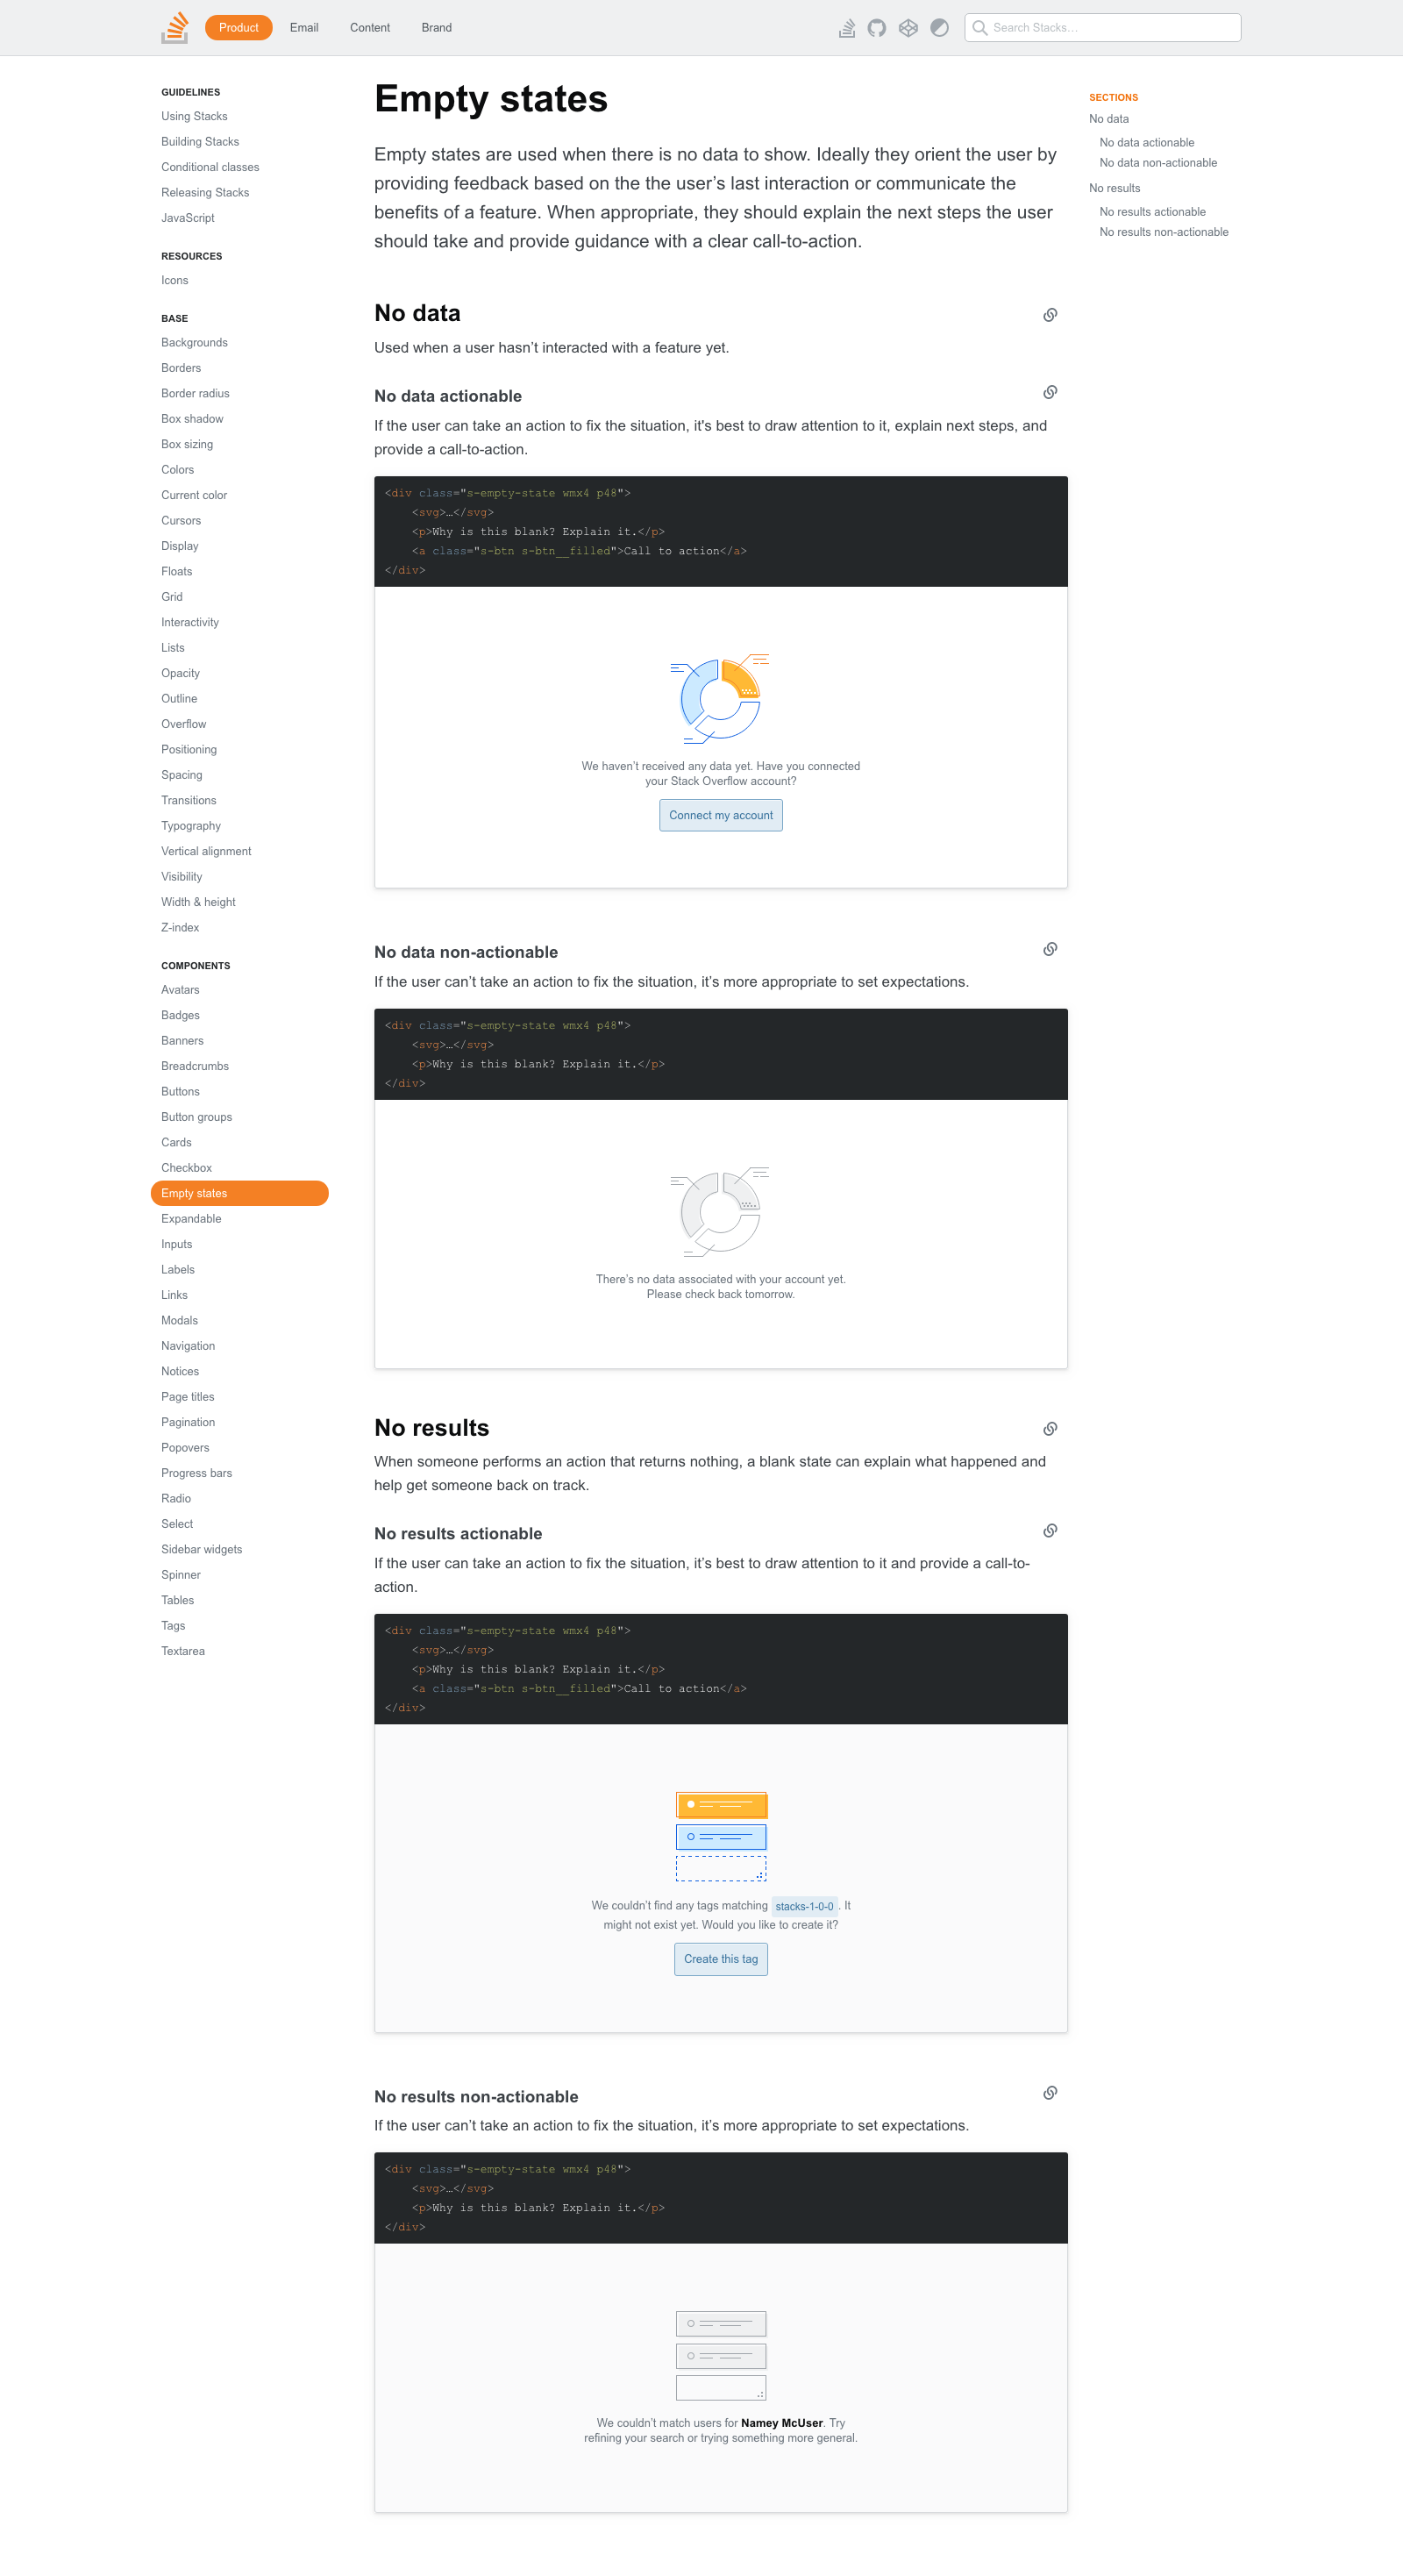 Product
Email
Content
Brand
Search Stacks…
GUIDELINES
Using Stacks
Building Stacks
Conditional classes
Releasing Stacks
JavaScript
RESOURCES
Icons
BASE
Backgrounds
Borders
Border radius
Box shadow
Box sizing
Colors
Current color
Cursors
Display
Floats
Grid
Interactivity
Lists
Opacity
Outline
Overflow
Positioning
Spacing
Transitions
Typography
Vertical alignment
Visibility
Width & height
Z-index
COMPONENTS
Avatars
Badges
Banners
Breadcrumbs
Buttons
Button groups
Cards
Checkbox
Empty states
Expandable
Inputs
Labels
Links
Modals
Navigation
Notices
Page titles
Pagination
Popovers
Progress bars
Radio
Select
Sidebar widgets
Spinner
Tables
Tags
Textarea
Empty states
Empty states are used when there is no data to show. Ideally they orient the user by
providing feedback based on the the user’s last interaction or communicate the
benefits of a feature. When appropriate, they should explain the next steps the user
should take and provide guidance with a clear call-to-action.
No data
Used when a user hasn’t interacted with a feature yet.
No data actionable
If the user can take an action to fix the situation, it's best to draw attention to it, explain next steps, and
provide a call-to-action.
<div class="s-empty-state wmx4 p48">
<svg>…</svg>
<p>Why is this blank? Explain it.</p>
<a class="s-btn s-btn__filled">Call to action</a>
</div>
We haven’t received any data yet. Have you connected
your Stack Overflow account?
Connect my account
No data non-actionable
If the user can’t take an action to fix the situation, it’s more appropriate to set expectations.
<div class="s-empty-state wmx4 p48">
<svg>…</svg>
<p>Why is this blank? Explain it.</p>
</div>
There’s no data associated with your account yet.
Please check back tomorrow.
No results
When someone performs an action that returns nothing, a blank state can explain what happened and
help get someone back on track.
No results actionable
If the user can take an action to fix the situation, it’s best to draw attention to it and provide a call-to-
action.
<div class="s-empty-state wmx4 p48">
<svg>…</svg>
<p>Why is this blank? Explain it.</p>
<a class="s-btn s-btn__filled">Call to action</a>
</div>
We couldn’t find any tags matching stacks-1-0-0. It
might not exist yet. Would you like to create it?
Create this tag
No results non-actionable
If the user can’t take an action to fix the situation, it’s more appropriate to set expectations.
<div class="s-empty-state wmx4 p48">
<svg>…</svg>
<p>Why is this blank? Explain it.</p>
</div>
We couldn’t match users for Namey McUser. Try
refining your search or trying something more general.
SECTIONS
No data
No data actionable
No data non-actionable
No results
No results actionable
No results non-actionable